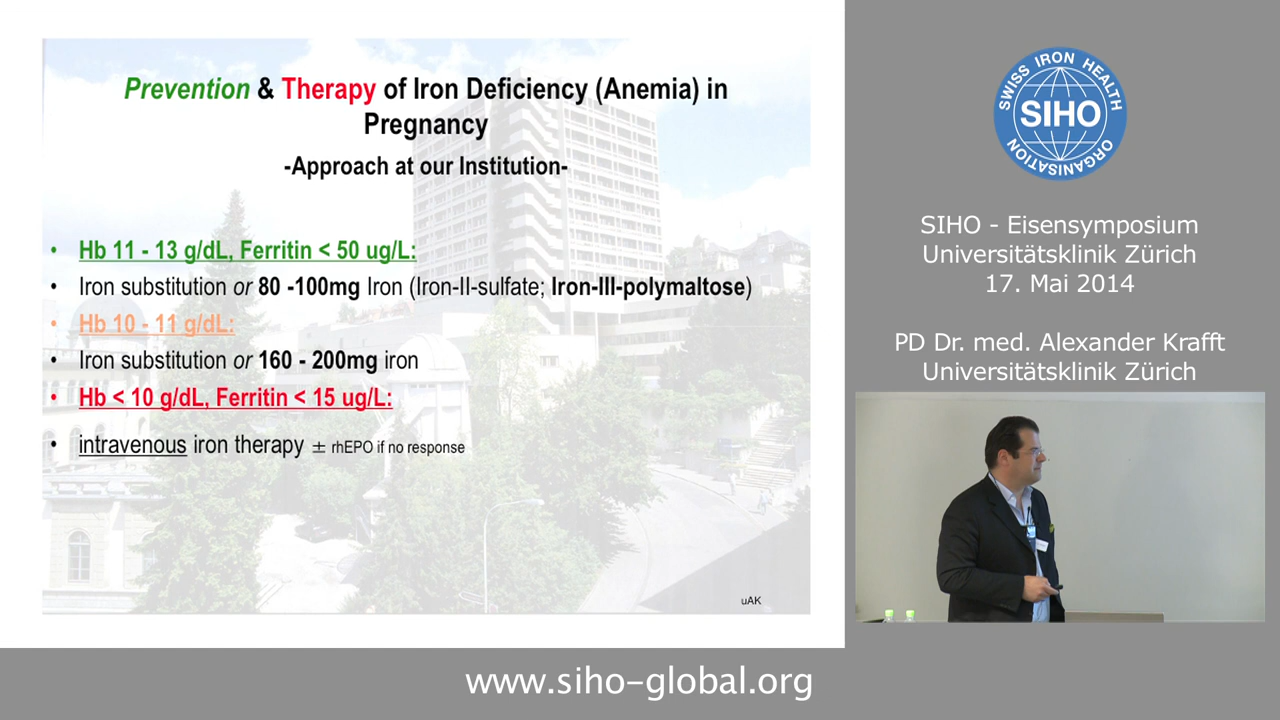 Prevention & Therapy of Iron Deficiency (Anemia) in
Pregnancy
-Approach at our Institution-
• Hb 11 - 13 g/dL, Ferritin < 50 ug/L:
• Iron substitution or 80 -100mg Iron (Iron-II-sulfate; Iron-III-polymaltose)
• Hb 10 - 11 g/dL:
• Iron substitution or 160 - 200mg iron
• Hb < 10 g/dL, Ferritin < 15 ug/L:
• intravenous iron therapy ± rhEPO if no response
uAK
SWISS IRON HEALTH
SIHO
ORGANISATION
SIHO - Eisensymposium
Universitätsklinik Zürich
17. Mai 2014
PD Dr. med. Alexander Krafft
Universitätsklinik Zürich
www.siho-global.org